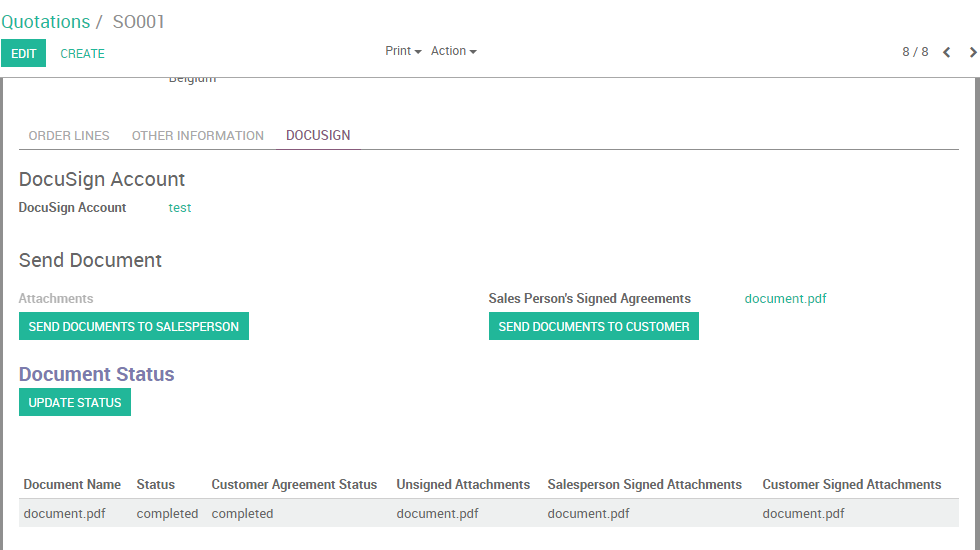 Quotations / SO001
EDIT CREATE Print Action 8 / 8
Belgium
ORDER LINES OTHER INFORMATION DOCUSIGN
DocuSign Account
DocuSign Account test
Send Document
Attachments Sales Person's Signed Agreements document.pdf
SEND DOCUMENTS TO SALESPERSON SEND DOCUMENTS TO CUSTOMER
Document Status
UPDATE STATUS
Document Name Status Customer Agreement Status Unsigned Attachments Salesperson Signed Attachments Customer Signed Attachments
document.pdf completed completed document.pdf document.pdf document.pdf